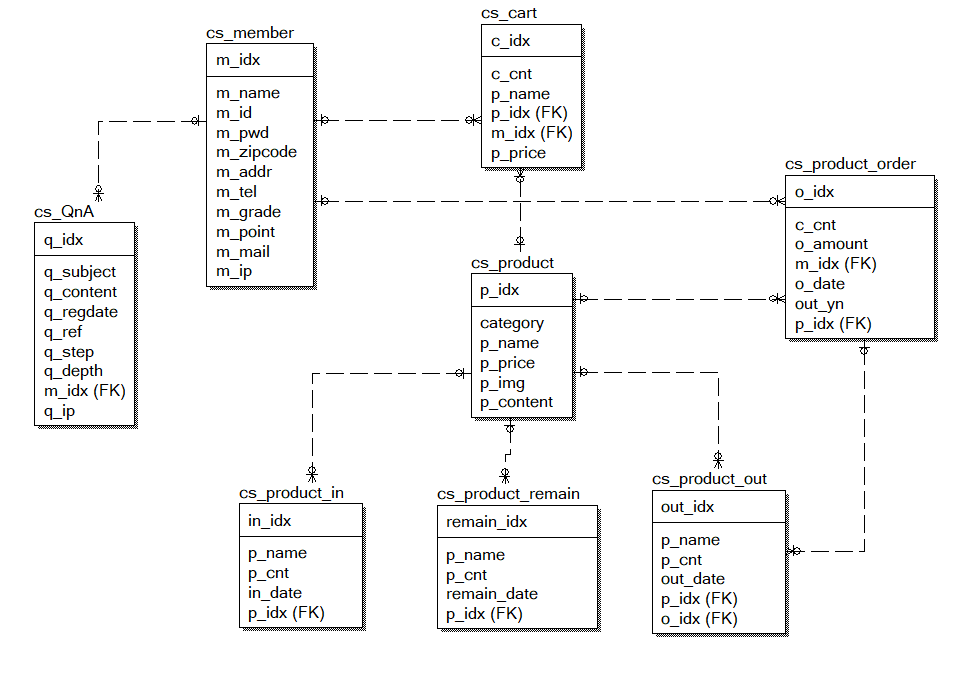 cs_member
m_idx
m_name
m_id
m_pwd
m_zipcode
m_addr
m_tel
m_grade
m_point
m_mail
m_ip
cs_cart
c_idx
c_cnt
p_name
p_idx (FK)
m_idx (FK)
p_price
cs_product_order
o_idx
c_cnt
o_amount
m_idx (FK)
o_date
out_yn
p_idx (FK)
cs_QnA
q_idx
q_subject
q_content
q_regdate
q_ref
q_step
q_depth
m_idx (FK)
q_ip
cs_product
p_idx
category
p_name
p_price
p_img
p_content
cs_product_in
in_idx
p_name
p_cnt
in_date
p_idx (FK)
cs_product_remain
remain_idx
p_name
p_cnt
remain_date
p_idx (FK)
cs_product_out
out_idx
p_name
p_cnt
out_date
p_idx (FK)
o_idx (FK)